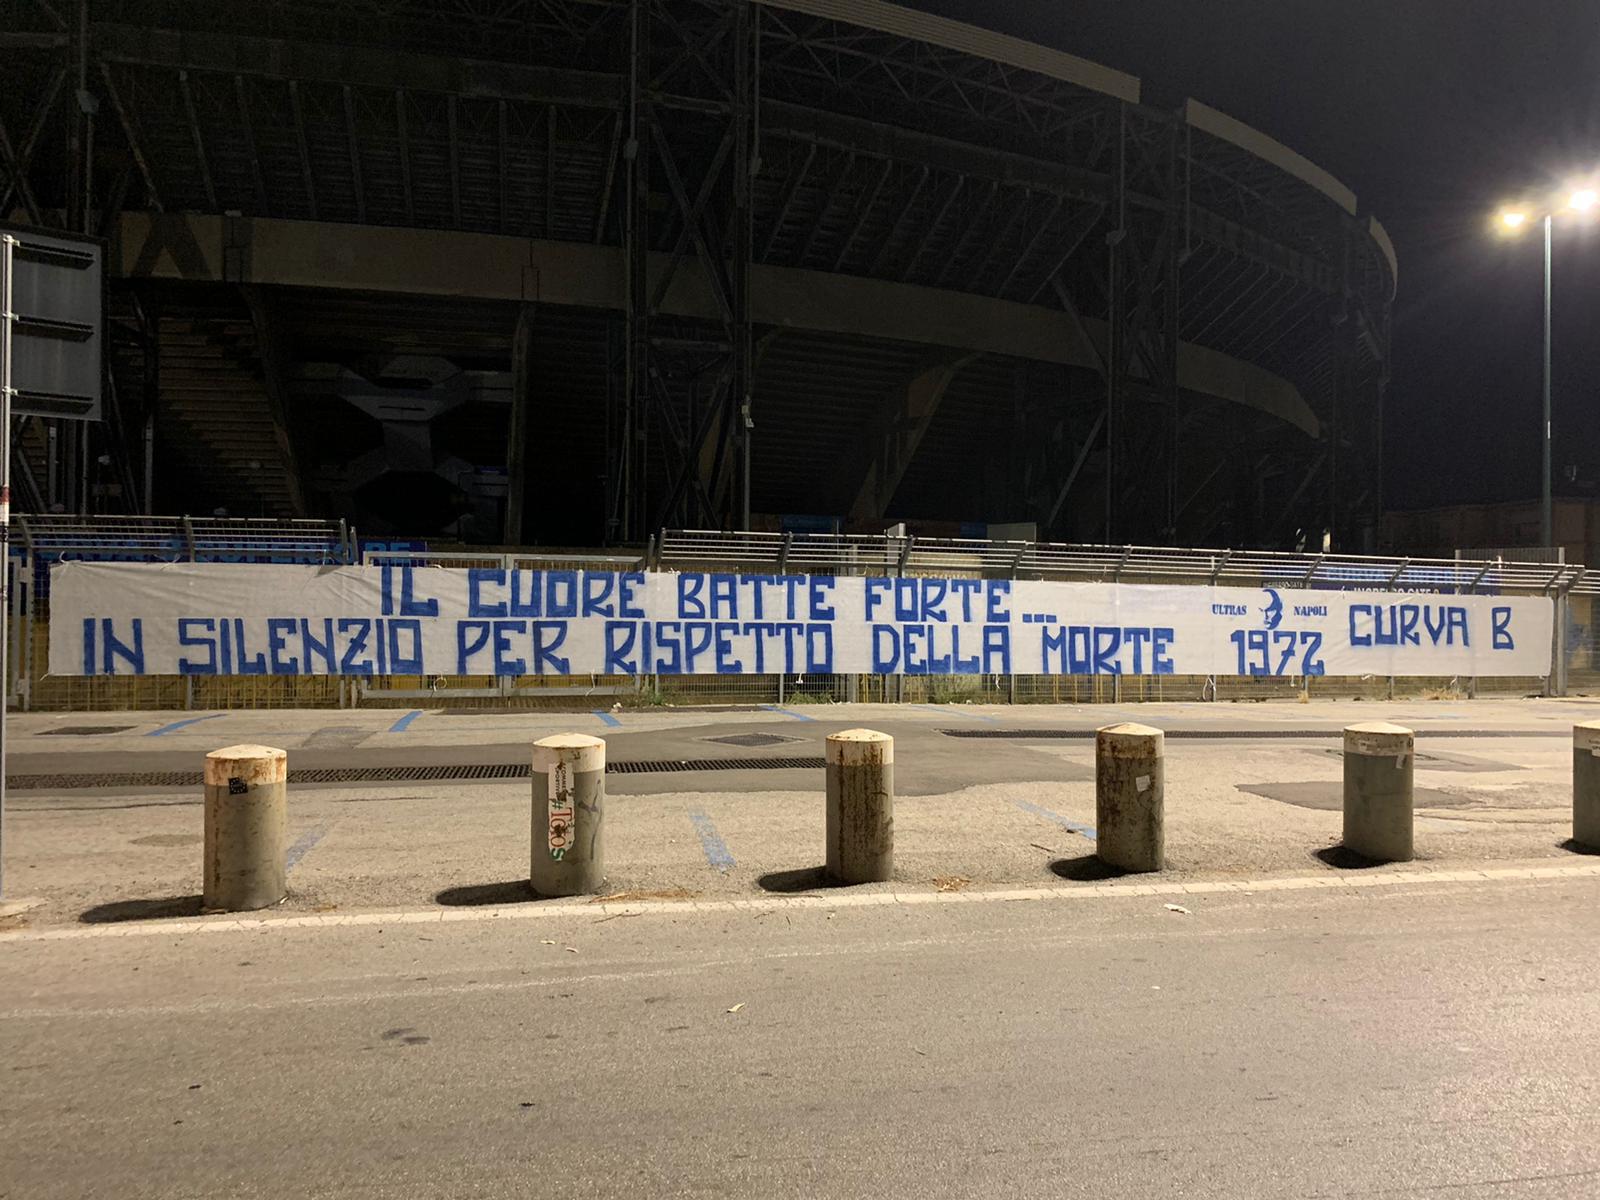 IL CUORE BATTE FORTE...
IN SILENZIO PER RISPETTO DELLA MORTE
ULTRAS NAPOLI
1972
CURVA B